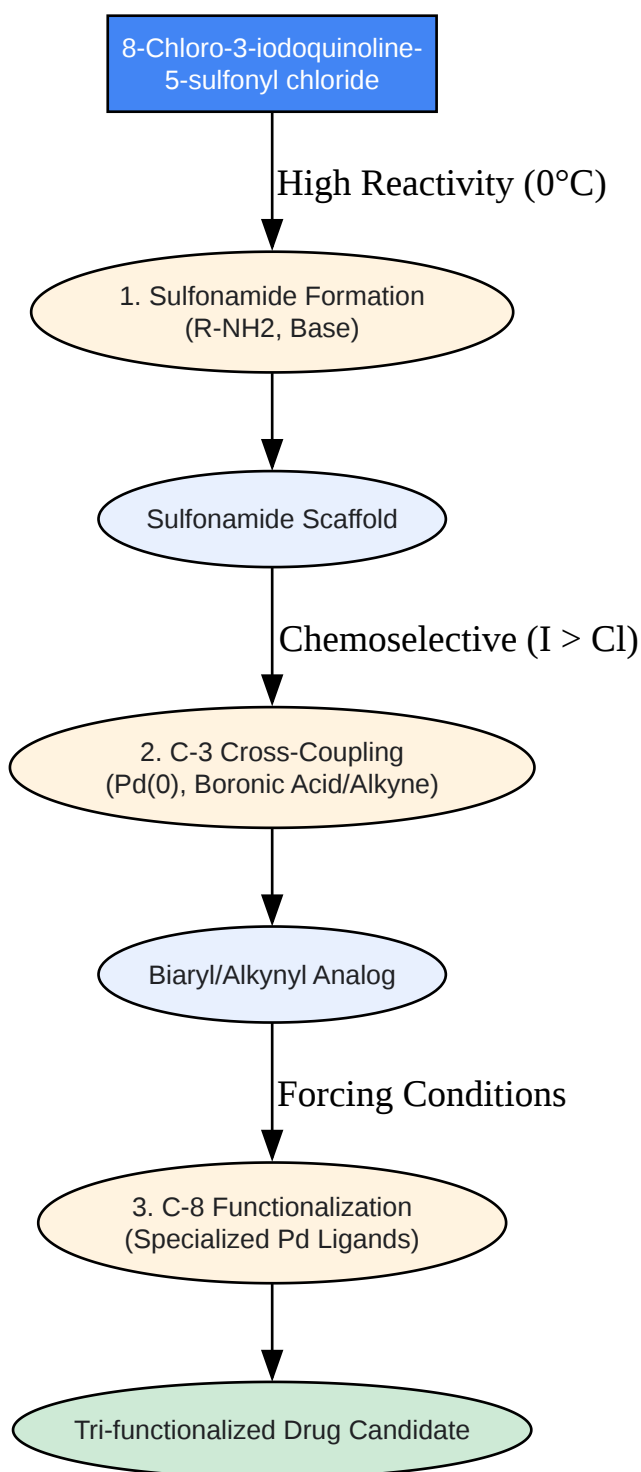 8-Chloro-3-iodoquinoline-
5-sulfonyl chloride
High Reactivity (0°C)
1. Sulfonamide Formation
(R-NH2, Base)
Sulfonamide Scaffold
Chemoselective (I > Cl)
2. C-3 Cross-Coupling
(Pd(0), Boronic Acid/Alkyne)
Biaryl/Alkynyl Analog
Forcing Conditions
3. C-8 Functionalization
(Specialized Pd Ligands)
Tri-functionalized Drug Candidate